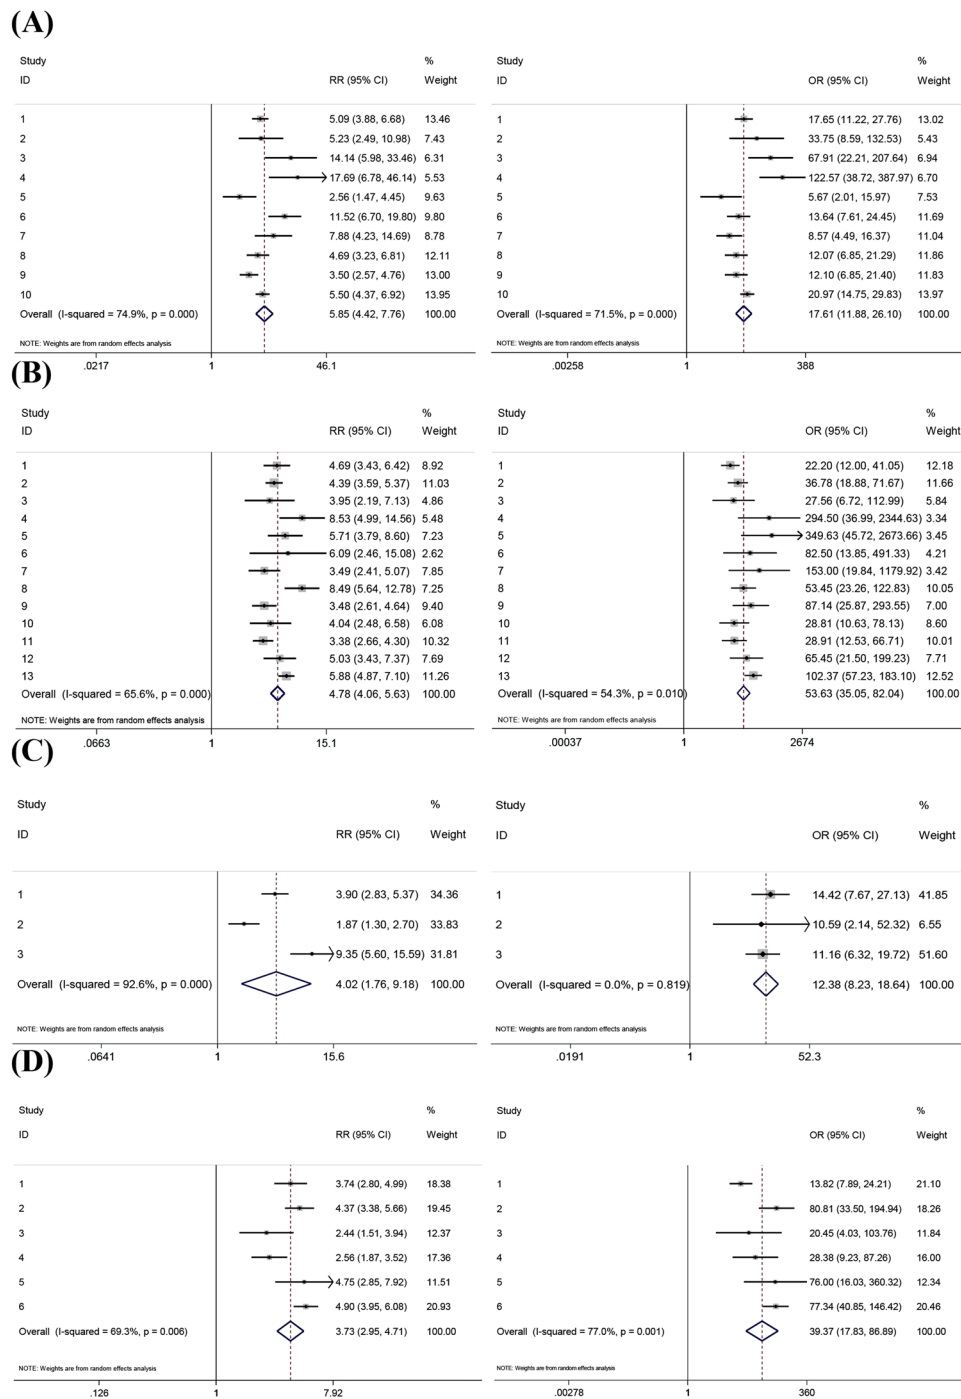 (A)
Study %
ID RR (95% CI) Weight
1 5.09 (3.88, 6.68) 13.46
2 5.23 (2.49, 10.98) 7.43
3 14.14 (5.98, 33.46) 6.31
4 17.69 (6.78, 46.14) 5.53
5 2.56 (1.47, 4.45) 9.63
6 11.52 (6.70, 19.80) 9.80
7 7.88 (4.23, 14.69) 8.78
8 4.69 (3.23, 6.81) 12.11
9 3.50 (2.57, 4.76) 13.00
10 5.50 (4.37, 6.92) 13.95
Overall (I-squared = 74.9%, p = 0.000) 5.85 (4.42, 7.76) 100.00
NOTE: Weights are from random effects analysis
.0217 1 46.1
Study %
ID OR (95% CI) Weight
1 17.65 (11.22, 27.76) 13.02
2 33.75 (8.59, 132.53) 5.43
3 67.91 (22.21, 207.64) 6.94
4 122.57 (38.72, 387.97) 6.70
5 5.67 (2.01, 15.97) 7.53
6 13.64 (7.61, 24.45) 11.69
7 8.57 (4.49, 16.37) 11.04
8 12.07 (6.85, 21.29) 11.86
9 12.10 (6.85, 21.40) 11.83
10 20.97 (14.75, 29.83) 13.97
Overall (I-squared = 71.5%, p = 0.000) 17.61 (11.88, 26.10) 100.00
NOTE: Weights are from random effects analysis
.00258 1 388
(B)
Study %
ID RR (95% CI) Weight
1 4.69 (3.43, 6.42) 8.92
2 4.39 (3.59, 5.37) 11.03
3 3.95 (2.19, 7.13) 4.86
4 8.53 (4.99, 14.56) 5.48
5 5.71 (3.79, 8.60) 7.23
6 6.09 (2.46, 15.08) 2.62
7 3.49 (2.41, 5.07) 7.85
8 8.49 (5.64, 12.78) 7.25
9 3.48 (2.61, 4.64) 9.40
10 4.04 (2.48, 6.58) 6.08
11 3.38 (2.66, 4.30) 10.32
12 5.03 (3.43, 7.37) 7.69
13 5.88 (4.87, 7.10) 11.26
Overall (I-squared = 65.6%, p = 0.000) 4.78 (4.06, 5.63) 100.00
NOTE: Weights are from random effects analysis
.0663 1 15.1
Study %
ID OR (95% CI) Weight
1 22.20 (12.00, 41.05) 12.18
2 36.78 (18.88, 71.67) 11.66
3 27.56 (6.72, 112.99) 5.84
4 294.50 (36.99, 2344.63) 3.34
5 349.63 (45.72, 2673.66) 3.45
6 82.50 (13.85, 491.33) 4.21
7 153.00 (19.84, 1179.92) 3.42
8 53.45 (23.26, 122.83) 10.05
9 87.14 (25.87, 293.55) 7.00
10 28.81 (10.63, 78.13) 8.60
11 28.91 (12.53, 66.71) 10.01
12 65.45 (21.50, 199.23) 7.71
13 102.37 (57.23, 183.10) 12.52
Overall (I-squared = 54.3%, p = 0.010) 53.63 (35.05, 82.04) 100.00
NOTE: Weights are from random effects analysis
.00037 1 2674
(C)
Study %
ID RR (95% CI) Weight
1 3.90 (2.83, 5.37) 34.36
2 1.87 (1.30, 2.70) 33.83
3 9.35 (5.60, 15.59) 31.81
Overall (I-squared = 92.6%, p = 0.000) 4.02 (1.76, 9.18) 100.00
NOTE: Weights are from random effects analysis
.0641 1 15.6
Study %
ID OR (95% CI) Weight
1 14.42 (7.67, 27.13) 41.85
2 10.59 (2.14, 52.32) 6.55
3 11.16 (6.32, 19.72) 51.60
Overall (I-squared = 0.0%, p = 0.819) 12.38 (8.23, 18.64) 100.00
NOTE: Weights are from random effects analysis
.0191 1 52.3
(D)
Study %
ID RR (95% CI) Weight
1 3.74 (2.80, 4.99) 18.38
2 4.37 (3.38, 5.66) 19.45
3 2.44 (1.51, 3.94) 12.37
4 2.56 (1.87, 3.52) 17.36
5 4.75 (2.85, 7.92) 11.51
6 4.90 (3.95, 6.08) 20.93
Overall (I-squared = 69.3%, p = 0.006) 3.73 (2.95, 4.71) 100.00
NOTE: Weights are from random effects analysis
.126 1 7.92
Study %
ID OR (95% CI) Weight
1 13.82 (7.89, 24.21) 21.10
2 80.81 (33.50, 194.94) 18.26
3 20.45 (4.03, 103.76) 11.84
4 28.38 (9.23, 87.26) 16.00
5 76.00 (16.03, 360.32) 12.34
6 77.34 (40.85, 146.42) 20.46
Overall (I-squared = 77.0%, p = 0.001) 39.37 (17.83, 86.89) 100.00
NOTE: Weights are from random effects analysis
.00278 1 360